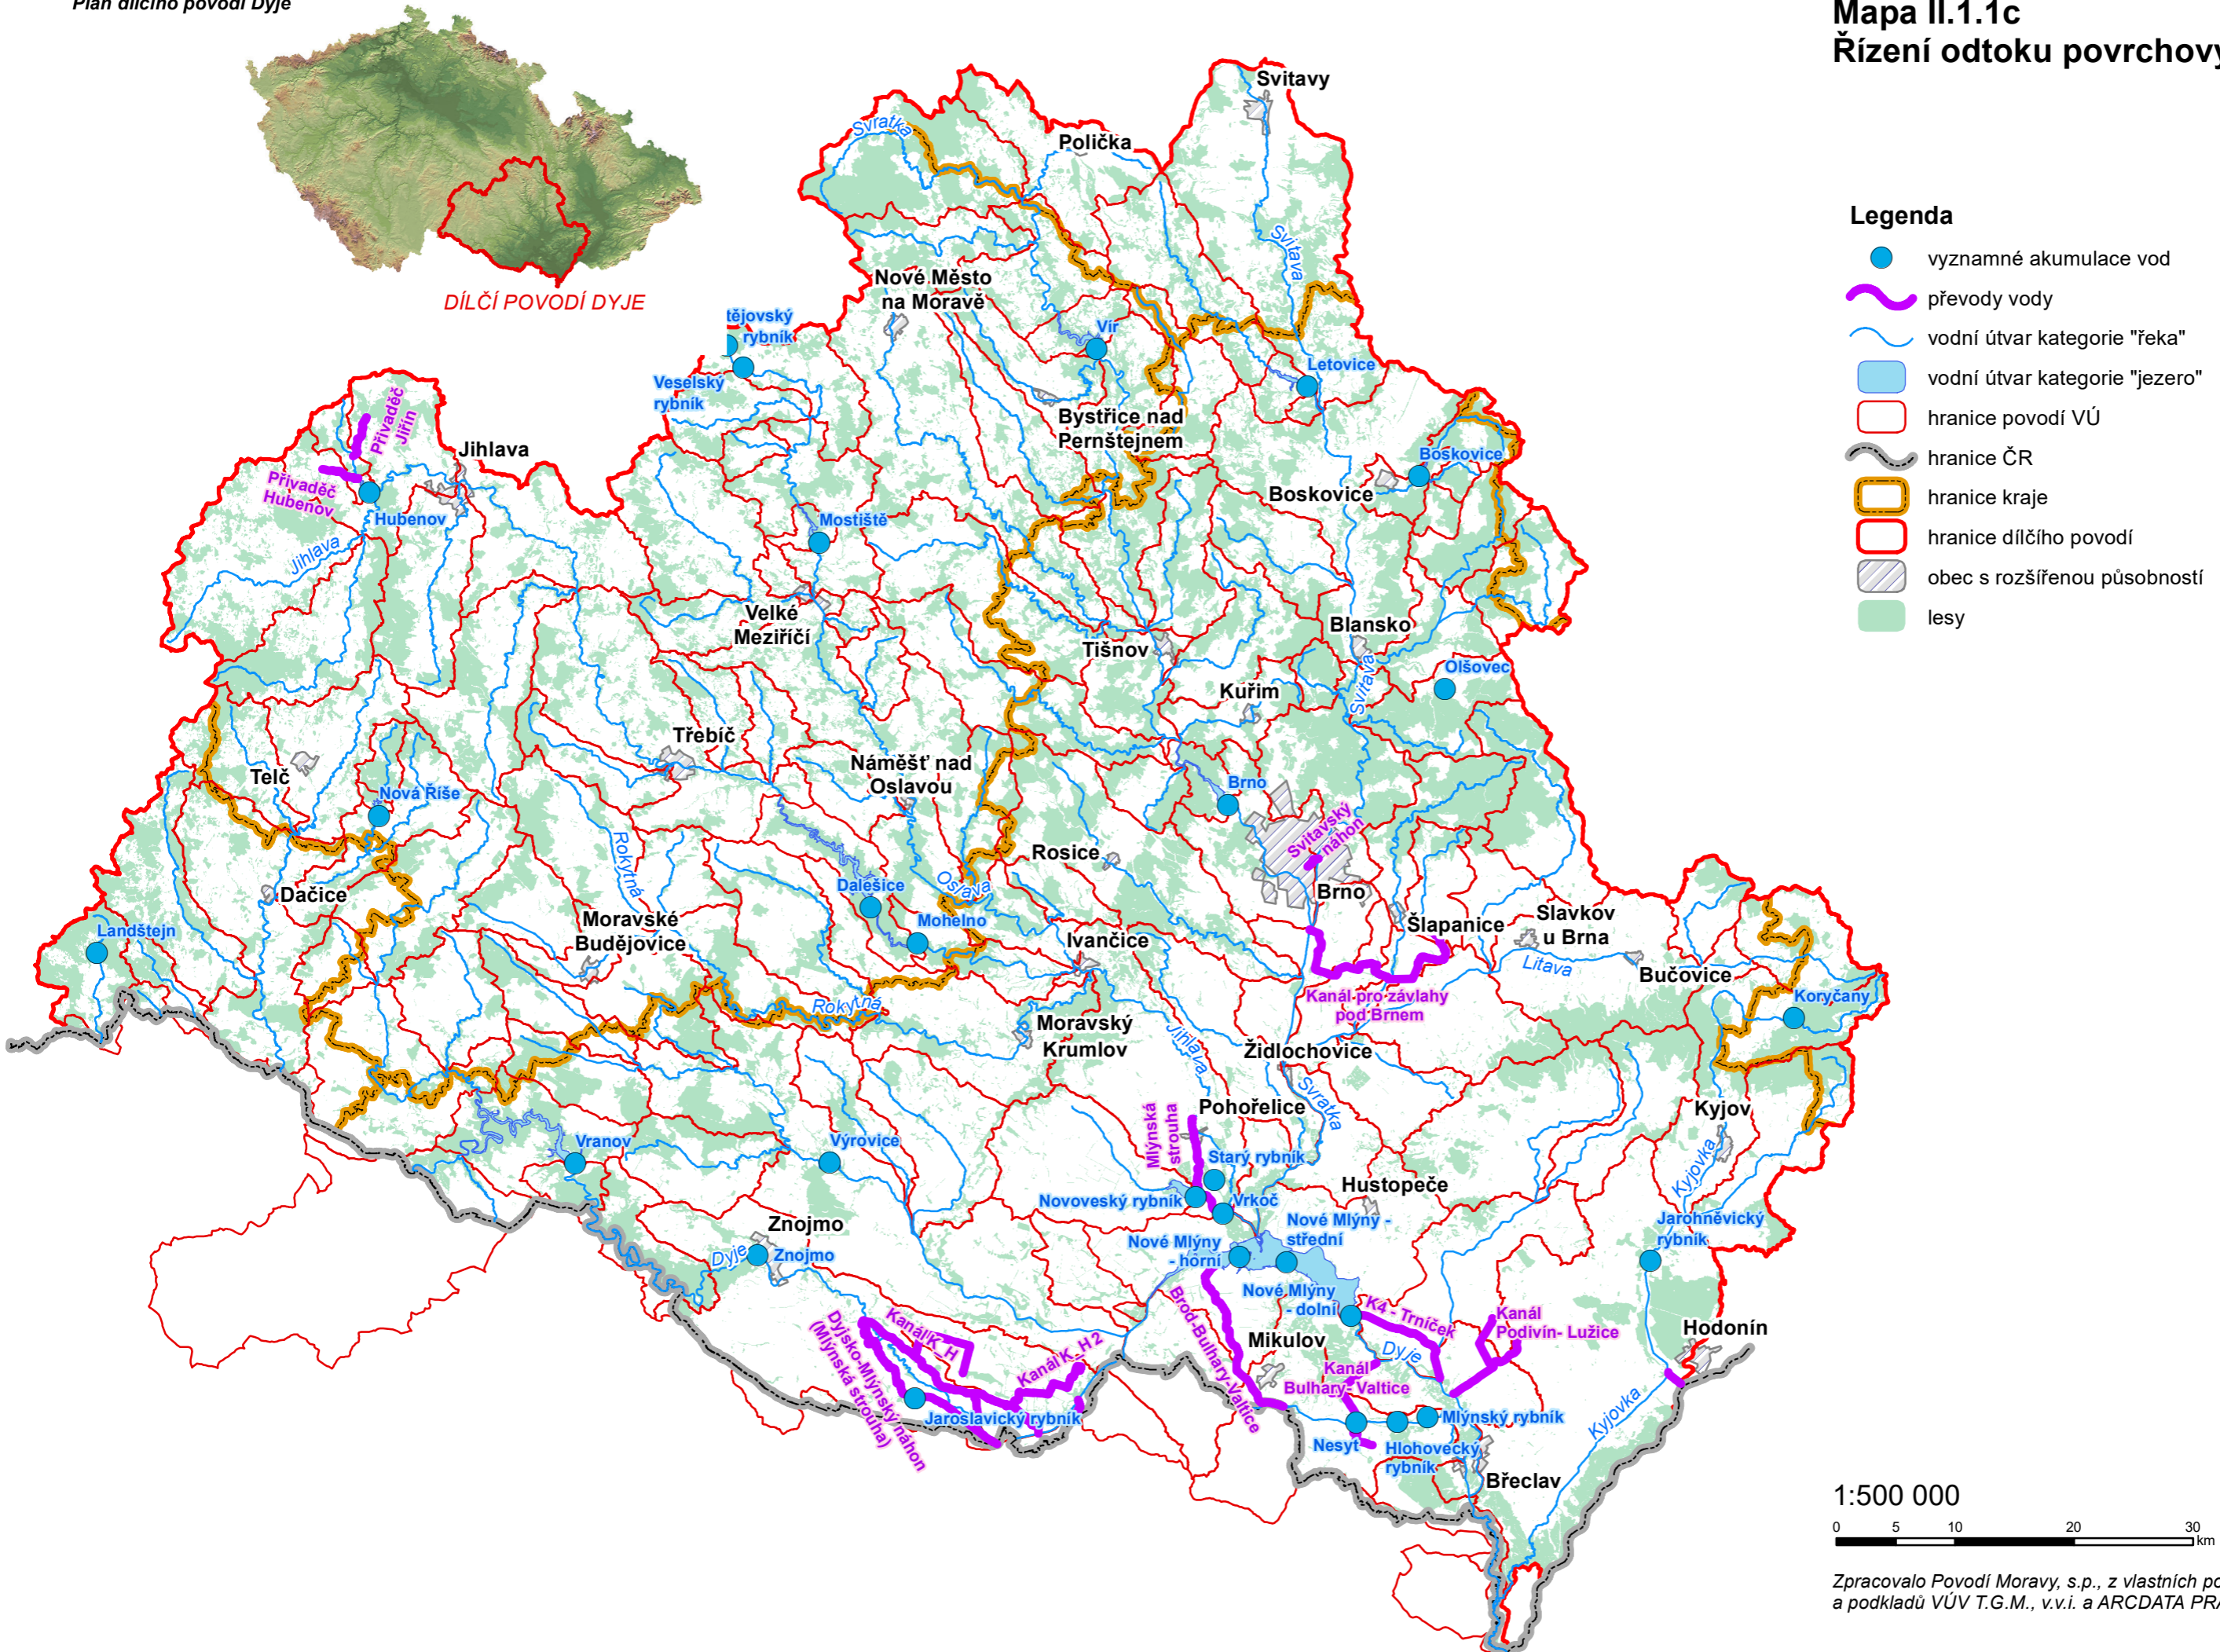 Plán dílčího povodí Dyje
Mapa II.1.1c
Řízení odtoku povrchový
DÍLČÍ POVODÍ DYJE
Legenda
významné akumulace vod
převody vody
vodní útvar kategorie "řeka"
vodní útvar kategorie "jezero"
hranice povodí VÚ
hranice ČR
hranice kraje
hranice dílčího povodí
obec s rozšířenou působností
lesy
Svitavy
Svratka
Polička
Svitava
Nové Město
na Moravě
tějovský
rybník
Vír
Veselský
rybník
Letovice
Přivaděč
Jiřín
Bystřice nad
Pernštejnem
Jihlava
Boskovice
Přivaděč
Hubenov
Hubenov
Boskovice
Mostiště
Jihlava
Velké
Meziříčí
Blansko
Tišnov
Olšovec
Svitava
Kuřim
Třebíč
Telč
Náměšť nad
Oslavou
Nová Říše
Brno
Svitavský
náhon
Rokytná
Rosice
Dačice
Dalešice
Oslava
Brno
Mohelno
Moravské
Budějovice
Landštejn
Ivančice
Šlapanice
Slavkov
u Brna
Litava
Bučovice
Kanál pro závlahy
pod Brnem
Koryčany
Rokytná
Moravský
Krumlov
Jihlava
Židlochovice
Svratka
Pohořelice
Kyjov
Mlýnská
strouha
Vranov
Výrovice
Starý rybník
Kyjovka
Hustopeče
Novoveský rybník
Vrkoč
Znojmo
Nové Mlýny -
střední
Jarohněvický
rybník
Dyje
Znojmo
Nové Mlýny
- horní
Nové Mlýny
- dolní
Brod-Bulhary-Valtice
K4 - Trníček
Kanál
Podivín- Lužice
Hodonín
Kanál K_H
Dyjsko-Mlýnský náhon
(Mlýnská strouha)
Mikulov
Dyje
Kanál K_H 2
Kanál
Bulhary- Valtice
Jaroslavický rybník
Mlýnský rybník
Kyjovka
Nesyt
Hlohovecký
rybník
Břeclav
1:500 000
0 5 10 20 30
km
Zpracovalo Povodí Moravy, s.p., z vlastních po
a podkladů VÚV T.G.M., v.v.i. a ARCDATA PRA